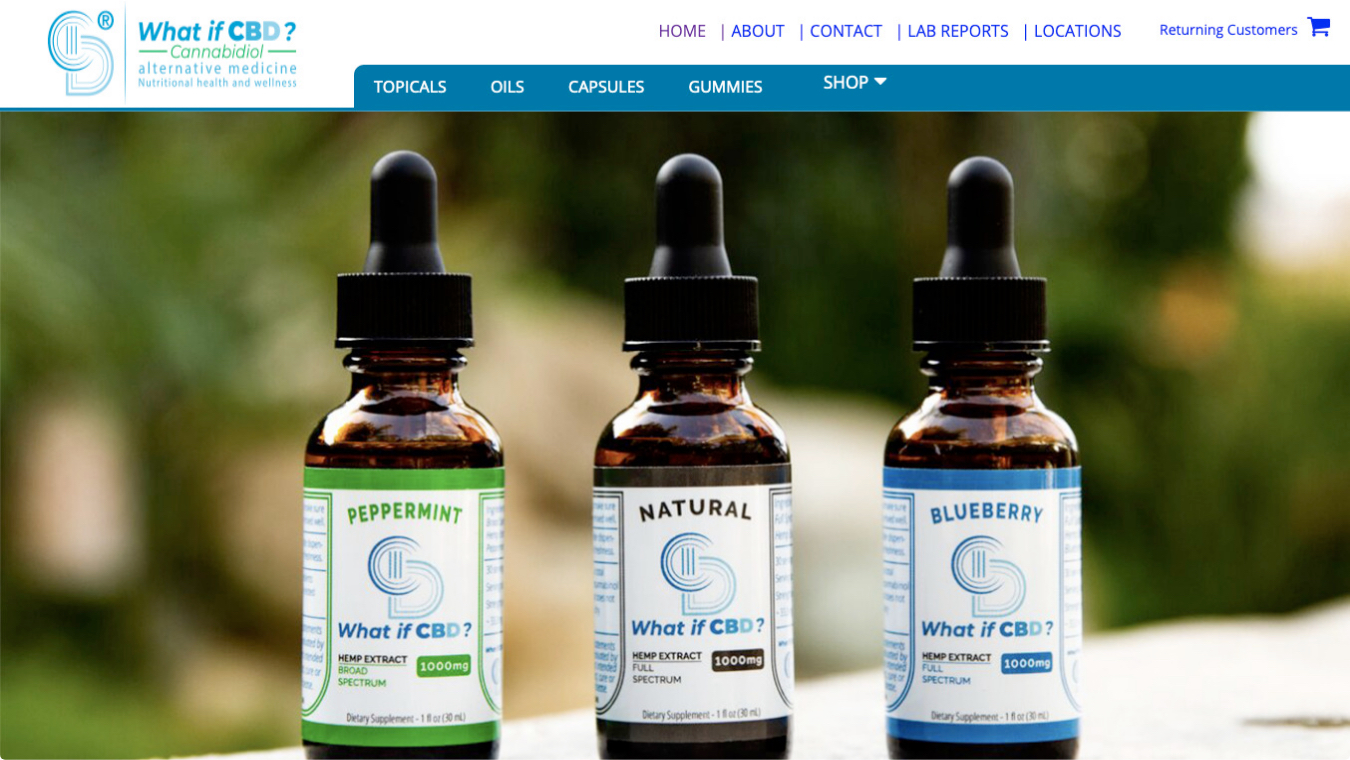 ®
What if CBD?
Cannabidiol
alternative medicine
Nutritional health and wellness
HOME | ABOUT | CONTACT | LAB REPORTS | LOCATIONS
Returning Customers
TOPICALS OILS CAPSULES GUMMIES SHOP
PEPPERMINT
What if CBD?
HEMP EXTRACT
BROAD
SPECTRUM
1000mg
Dietary Supplement - 1 fl oz (30 mL)
NATURAL
What if CBD?
HEMP EXTRACT
FULL
SPECTRUM
1000mg
Dietary Supplement - 1 fl oz (30 mL)
BLUEBERRY
What if CBD?
HEMP EXTRACT
FULL
SPECTRUM
1000mg
Dietary Supplement - 1 fl oz (30 mL)